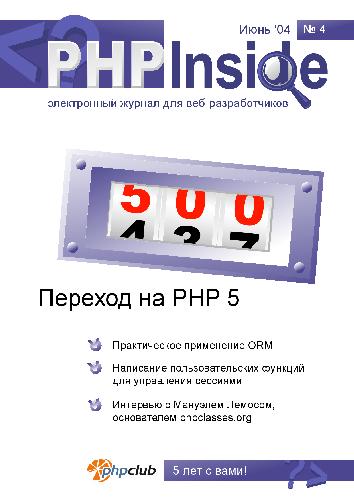 Июнь '04 № 4
PHPInside
электронный журнал для веб-разработчиков
500
437
Переход на PHP 5
Практическое применение ORM
Написание пользовательских функций
для управления сессиями
Интервью с Мануэлем Лемосом,
основателем phpclasses.org
phpclub 5 лет с вами!